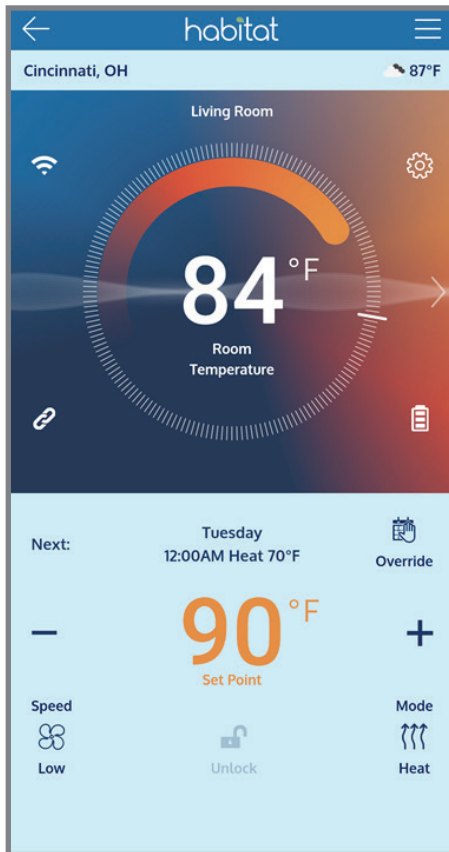 habitat
Cincinnati, OH
87°F
Living Room
84°F
Room
Temperature
Next:
Tuesday
12:00AM Heat 70°F
Override
90°F
Set Point
Speed
Mode
Low
Unlock
Heat